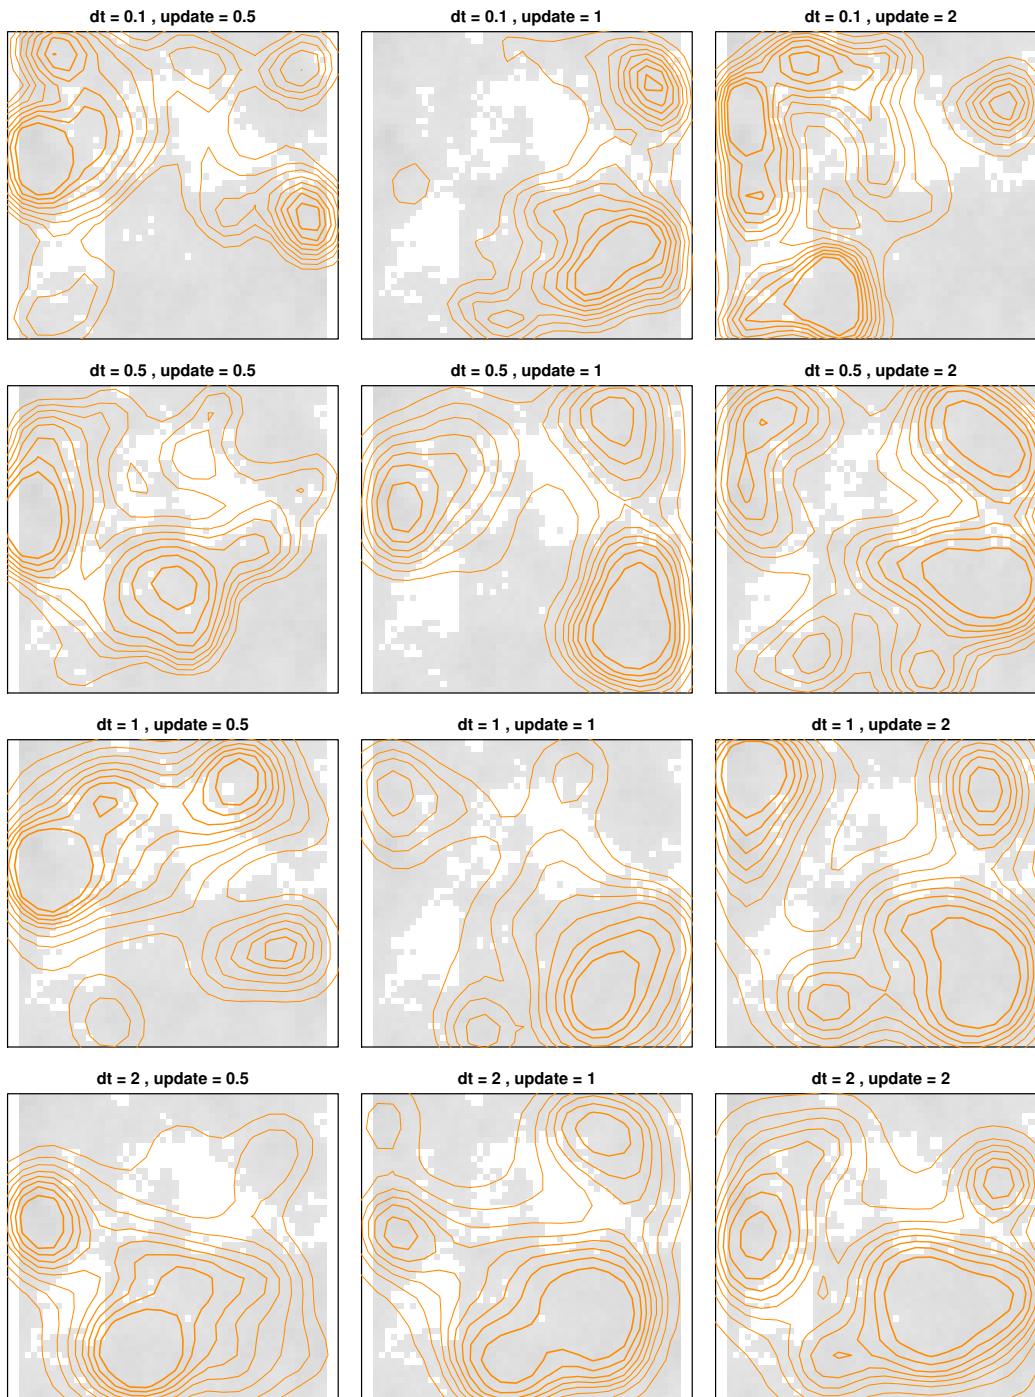 dt = 0.1 , update = 0.5
dt = 0.1 , update = 1
dt = 0.1 , update = 2
dt = 0.5 , update = 0.5
dt = 0.5 , update = 1
dt = 0.5 , update = 2
dt = 1 , update = 0.5
dt = 1 , update = 1
dt = 1 , update = 2
dt = 2 , update = 0.5
dt = 2 , update = 1
dt = 2 , update = 2